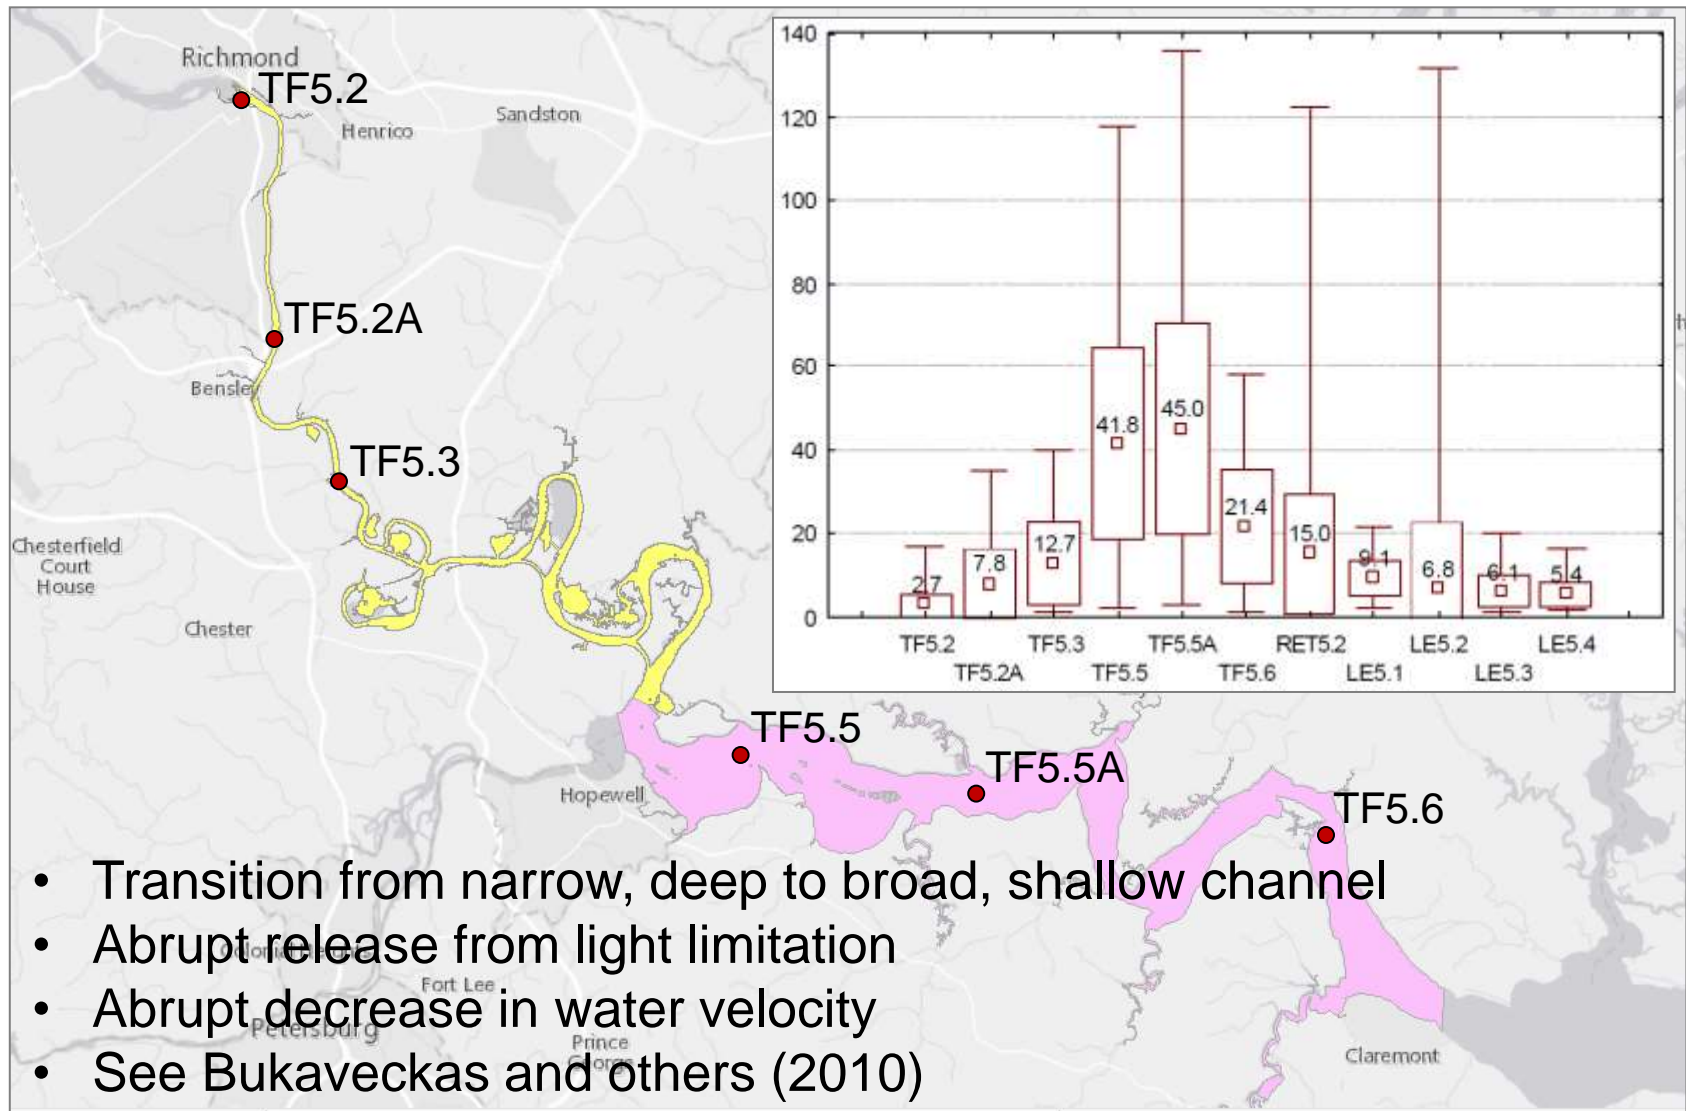 Richmond
TF5.2
Henrico
Sandston
TF5.2A
Bensley
TF5.3
Chesterfield
Court
House
Chester
140
120
100
80
60
40
20
0
2.7
7.8
12.7
41.8
45.0
21.4
15.0
9.1
6.8
6.1
5.4
TF5.2
TF5.3
TF5.5A
RET5.2
LE5.2
LE5.4
TF5.2A
TF5.5
TF5.6
LE5.1
LE5.3
TF5.5
TF5.5A
TF5.6
Hopewell
• Transition from narrow, deep to broad, shallow channel
• Abrupt release from light limitation
Colonial Heights
Fort Lee
• Abrupt decrease in water velocity
Petersburg
Prince
George
Claremont
• See Bukaveckas and others (2010)